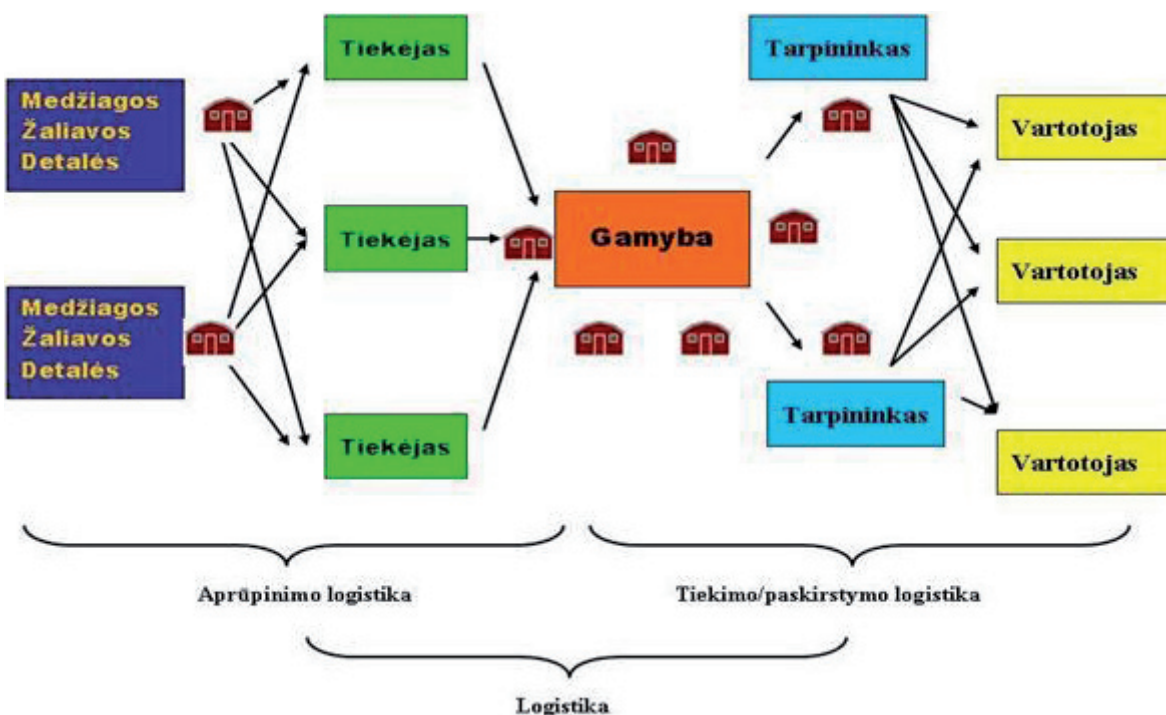 Tiekėjas
Tarpininkas
Medžiagos
Žaliavos
Detalės
Vartotojas
Tiekėjas
Gamyba
Vartotojas
Medžiagos
Žaliavos
Detalės
Tarpininkas
Tiekėjas
Vartotojas
Aprūpinimo logistika
Tiekimo/paskirstymo logistika
Logistika